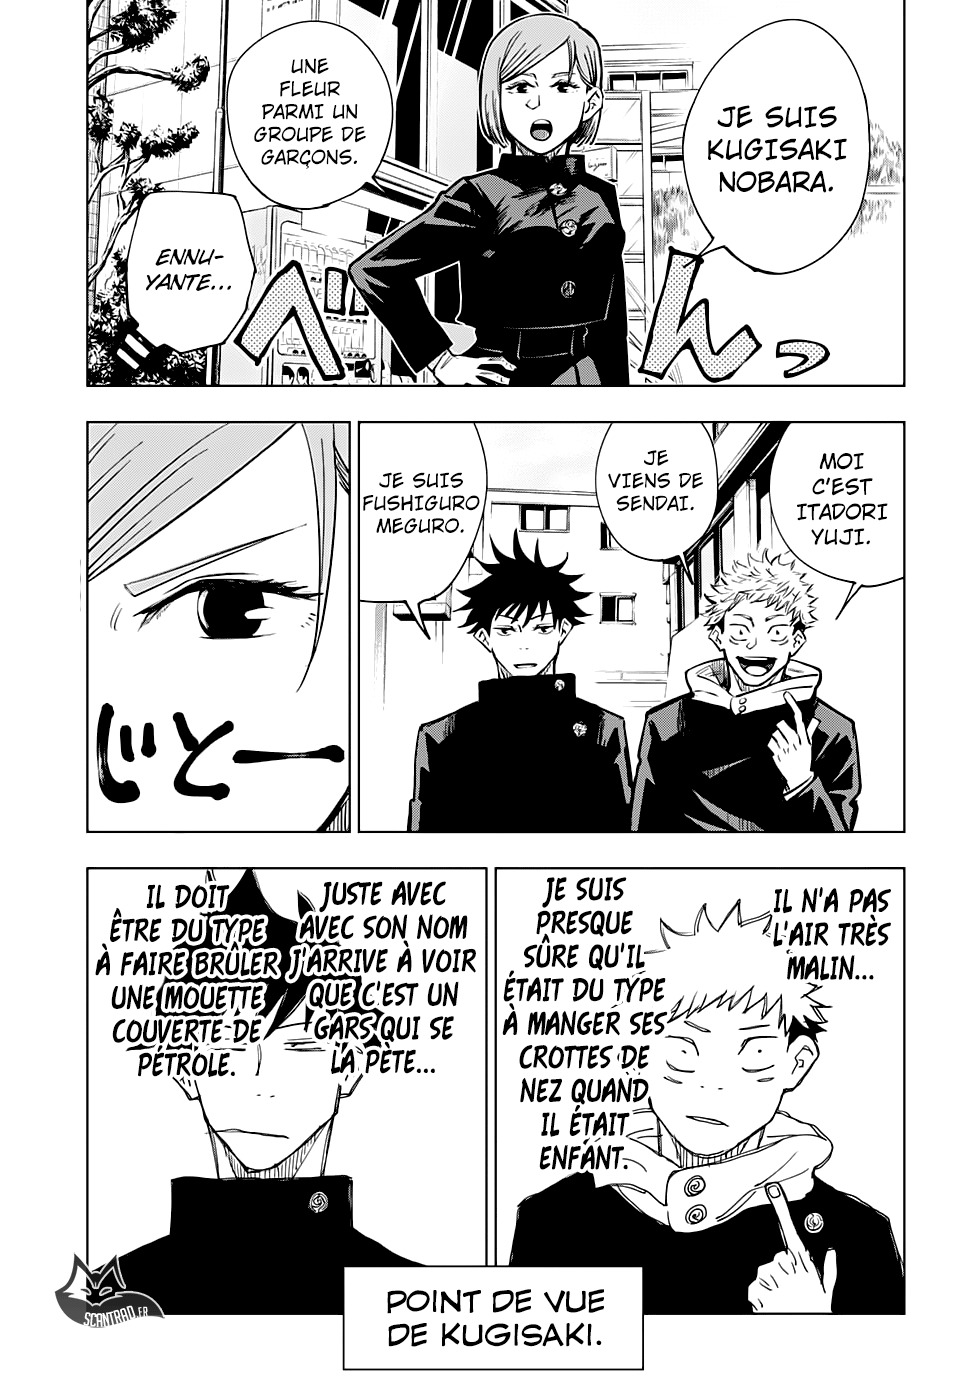 JE SUIS
KUGISAKI
NOBARA.
UNE
FLEUR
PARMI UN
GROUPE DE
GARÇONS.
ENNU-
YANTE...
べ
んっ
MOI
C'EST
ITADORI
YUJI.
JE
VIENS DE
SENDAI.
JE SUIS
FUSHIGURO
MEGURO.
じとー
IL N'A PAS
L'AIR TRÈS
MALIN...
JE SUIS
PRESQUE
SÛRE QU'IL
ÉTAIT DU TYPE
À MANGER SES
CROTTES DE
NEZ QUAND
IL ÉTAIT
ENFANT.
JUSTE AVEC
AVEC SON NOM
J'ARRIVE À VOIR
QUE C'EST UN
GARS QUI SE
LA PÈTE...
IL DOIT
ÊTRE DU TYPE
À FAIRE BRÛLER
UNE MOUETTE
COUVERTE DE
PÉTROLE.
POINT DE VUE
DE KUGISAKI.
SCANTRAD.FR